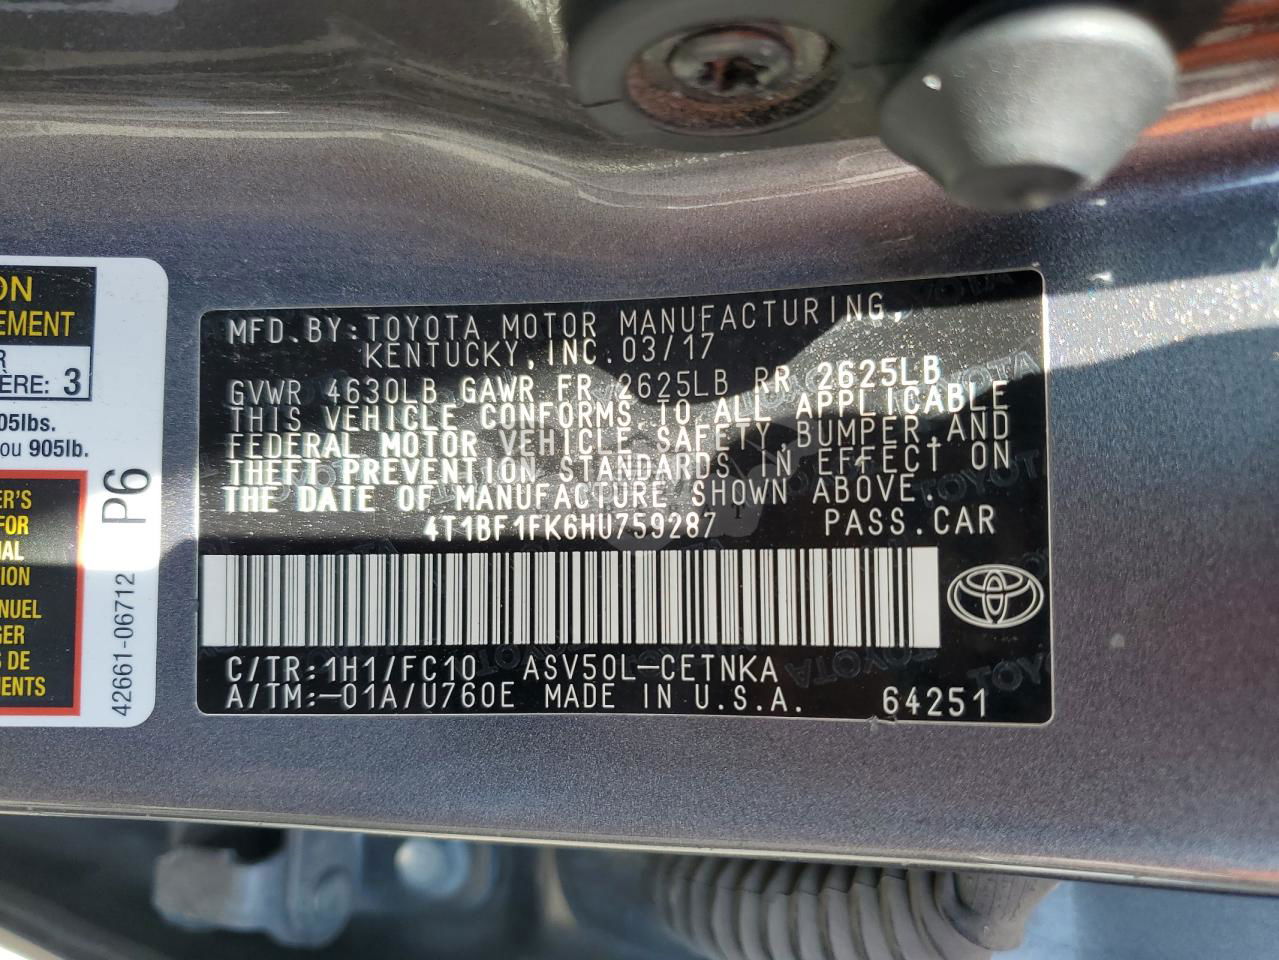 ON
EMENT
R
ÈRE: 3
905lbs.
ou 905lb.
ER'S
FOR
AL
ION
NUEL
GER
S DE
MENTS
P6
42661-06712
MFD.BY:TOYOTA MOTOR MANUFACTURING,
KENTUCKY,INC.03/17
GVWR 4630LB GAWR FR 2625LB RR 2625LB
THIS VEHICLE CONFORMS TO ALL APPLICABLE
FEDERAL MOTOR VEHICLE SAFETY,BUMPER,AND
THEFT PREVENTION STANDARDS IN EFFECT ON
THE DATE OF MANUFACTURE SHOWN ABOVE.
4T1BF1FK6HU759287 PASS.CAR
C/TR:1H1/FC10 ASV50L-CETNKA
A/TM:-01A/U760E MADE IN U.S.A. 64251